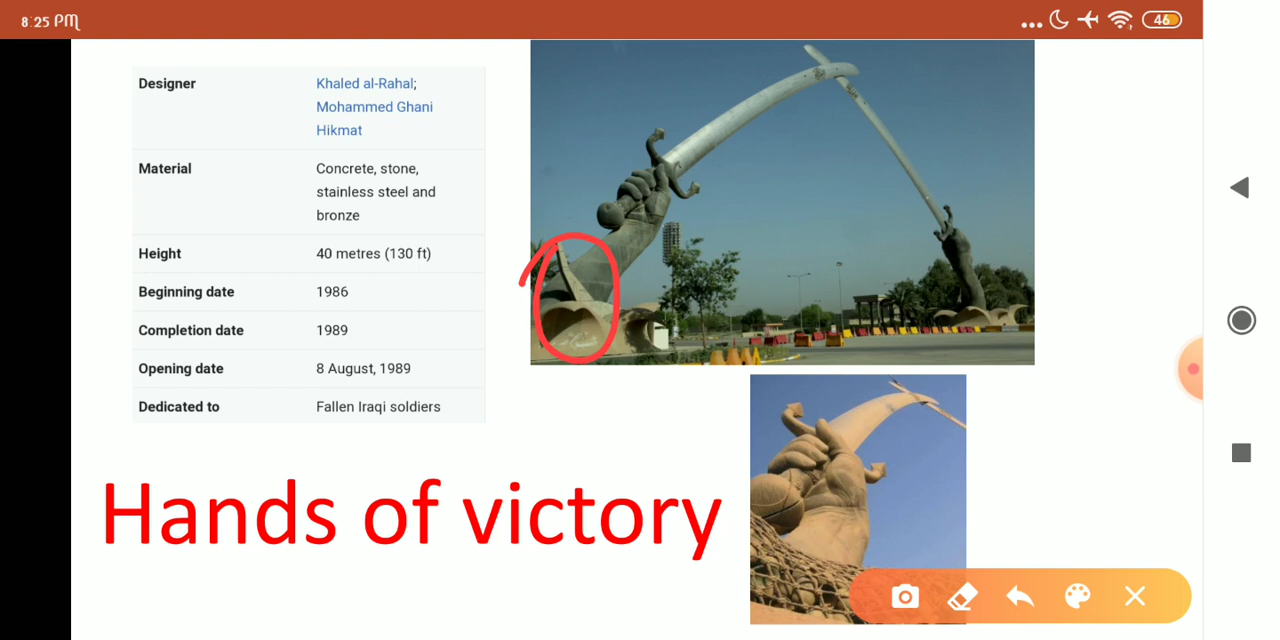 8:25 PM
46
Designer
Khaled al-Rahal;
Mohammed Ghani
Hikmat
Material
Concrete, stone,
stainless steel and
bronze
Height
40 metres (130 ft)
Beginning date
1986
Completion date
1989
Opening date
8 August, 1989
Dedicated to
Fallen Iraqi soldiers
Hands of victory